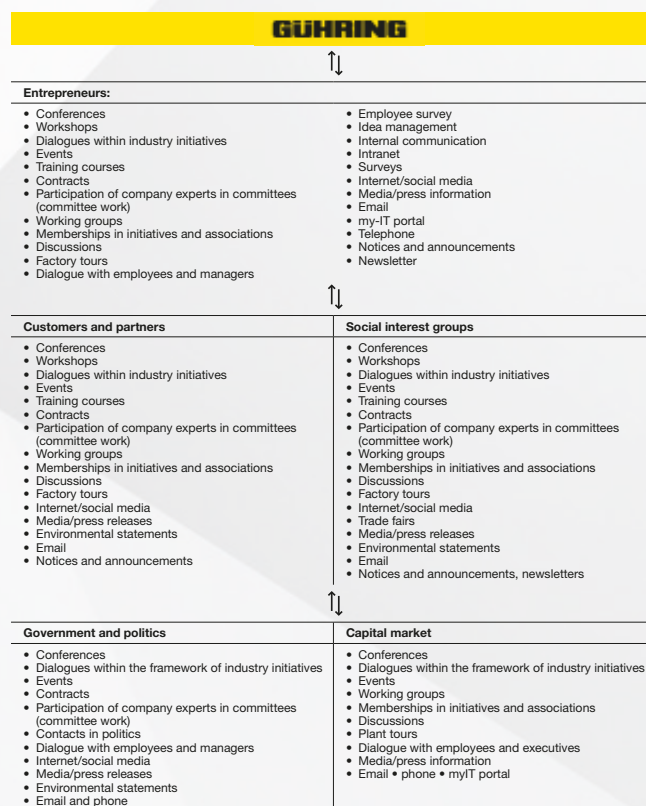 GÜHRING
Entrepreneurs:
• Conferences
• Workshops
• Dialogues within industry initiatives
• Events
• Training courses
• Contracts
• Participation of company experts in committees
(committee work)
• Working groups
• Memberships in initiatives and associations
• Discussions
• Factory tours
• Dialogue with employees and managers
• Employee survey
• Idea management
• Internal communication
• Intranet
• Surveys
• Internet/social media
• Media/press information
• Email
• my-IT portal
• Telephone
• Notices and announcements
• Newsletter
Customers and partners
• Conferences
• Workshops
• Dialogues within industry initiatives
• Events
• Training courses
• Contracts
• Participation of company experts in committees
(committee work)
• Working groups
• Memberships in initiatives and associations
• Discussions
• Factory tours
• Internet/social media
• Media/press releases
• Environmental statements
• Email
• Notices and announcements
Social interest groups
• Conferences
• Workshops
• Dialogues within industry initiatives
• Events
• Training courses
• Contracts
• Participation of company experts in committees
(committee work)
• Working groups
• Memberships in initiatives and associations
• Discussions
• Factory tours
• Internet/social media
• Trade fairs
• Media/press releases
• Environmental statements
• Email
• Notices and announcements, newsletters
Government and politics
• Conferences
• Dialogues within the framework of industry initiatives
• Events
• Contracts
• Participation of company experts in committees
(committee work)
• Contacts in politics
• Dialogue with employees and managers
• Internet/social media
• Media/press releases
• Environmental statements
• Email and phone
Capital market
• Conferences
• Dialogues within the framework of industry initiatives
• Events
• Working groups
• Memberships in initiatives and associations
• Discussions
• Plant tours
• Dialogue with employees and executives
• Media/press information
• Email • phone • myIT portal